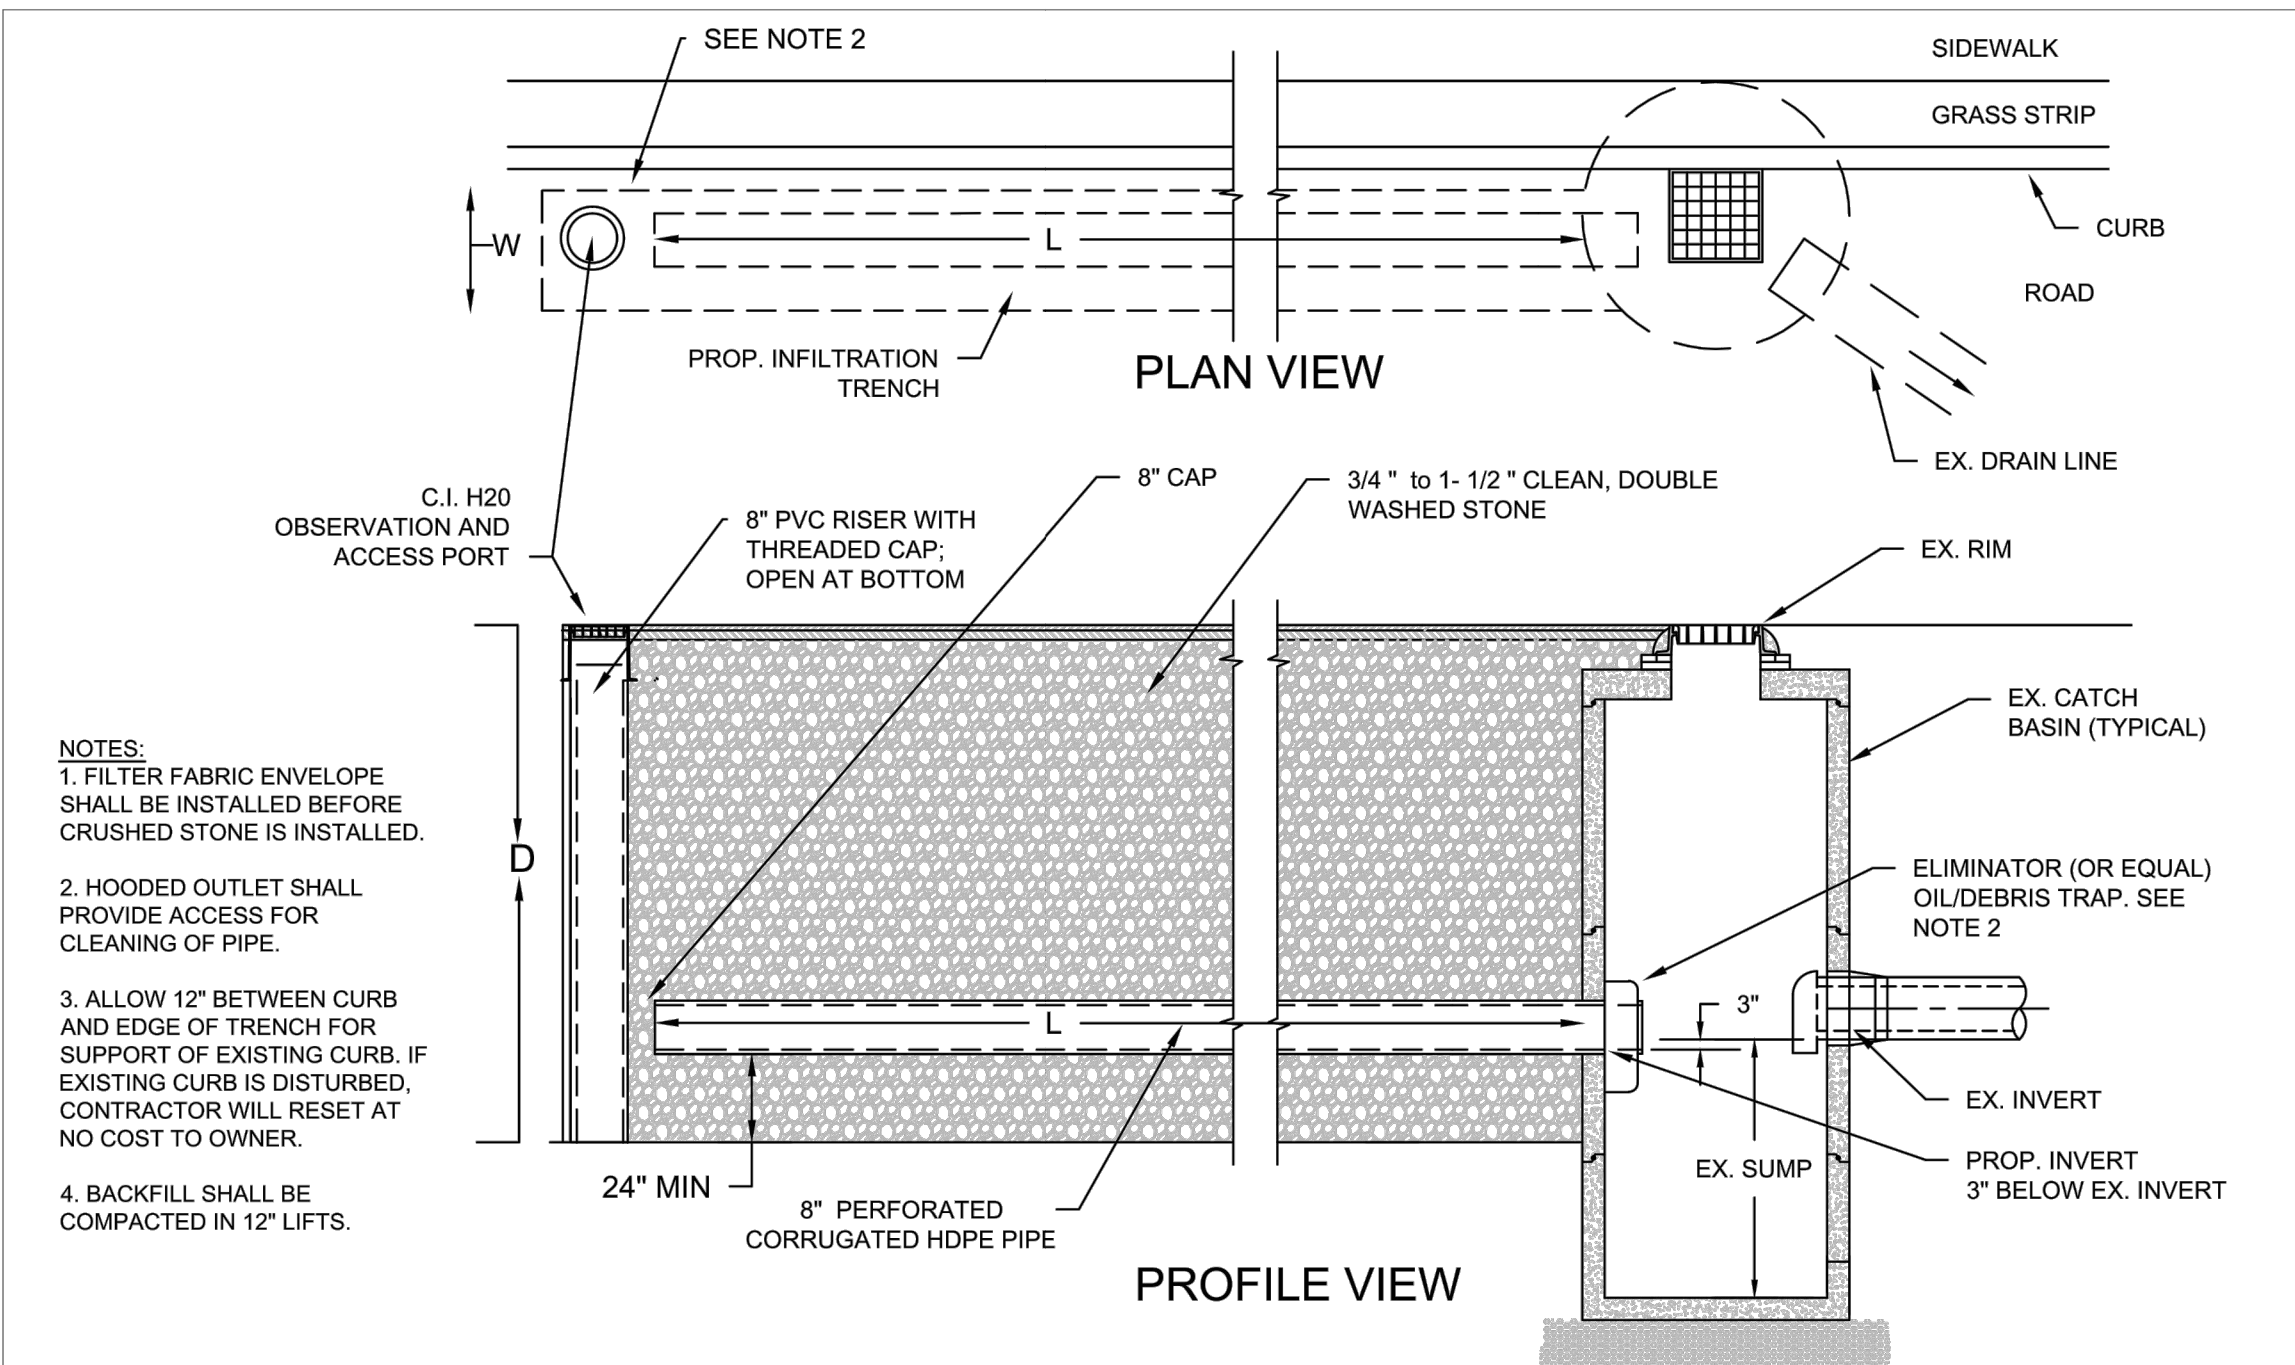 SEE NOTE 2
SIDEWALK
GRASS STRIP
CURB
ROAD
W
L
PROP. INFILTRATION
TRENCH
PLAN VIEW
EX. DRAIN LINE
C.I. H20
OBSERVATION AND
ACCESS PORT
8" PVC RISER WITH
THREADED CAP;
OPEN AT BOTTOM
8" CAP
3/4 " to 1- 1/2 " CLEAN, DOUBLE
WASHED STONE
EX. RIM
EX. CATCH
BASIN (TYPICAL)
NOTES:
1. FILTER FABRIC ENVELOPE
SHALL BE INSTALLED BEFORE
CRUSHED STONE IS INSTALLED.
2. HOODED OUTLET SHALL
PROVIDE ACCESS FOR
CLEANING OF PIPE.
3. ALLOW 12" BETWEEN CURB
AND EDGE OF TRENCH FOR
SUPPORT OF EXISTING CURB. IF
EXISTING CURB IS DISTURBED,
CONTRACTOR WILL RESET AT
NO COST TO OWNER.
4. BACKFILL SHALL BE
COMPACTED IN 12" LIFTS.
D
ELIMINATOR (OR EQUAL)
OIL/DEBRIS TRAP. SEE
NOTE 2
L
3"
EX. INVERT
EX. SUMP
PROP. INVERT
3" BELOW EX. INVERT
24" MIN
8" PERFORATED
CORRUGATED HDPE PIPE
PROFILE VIEW